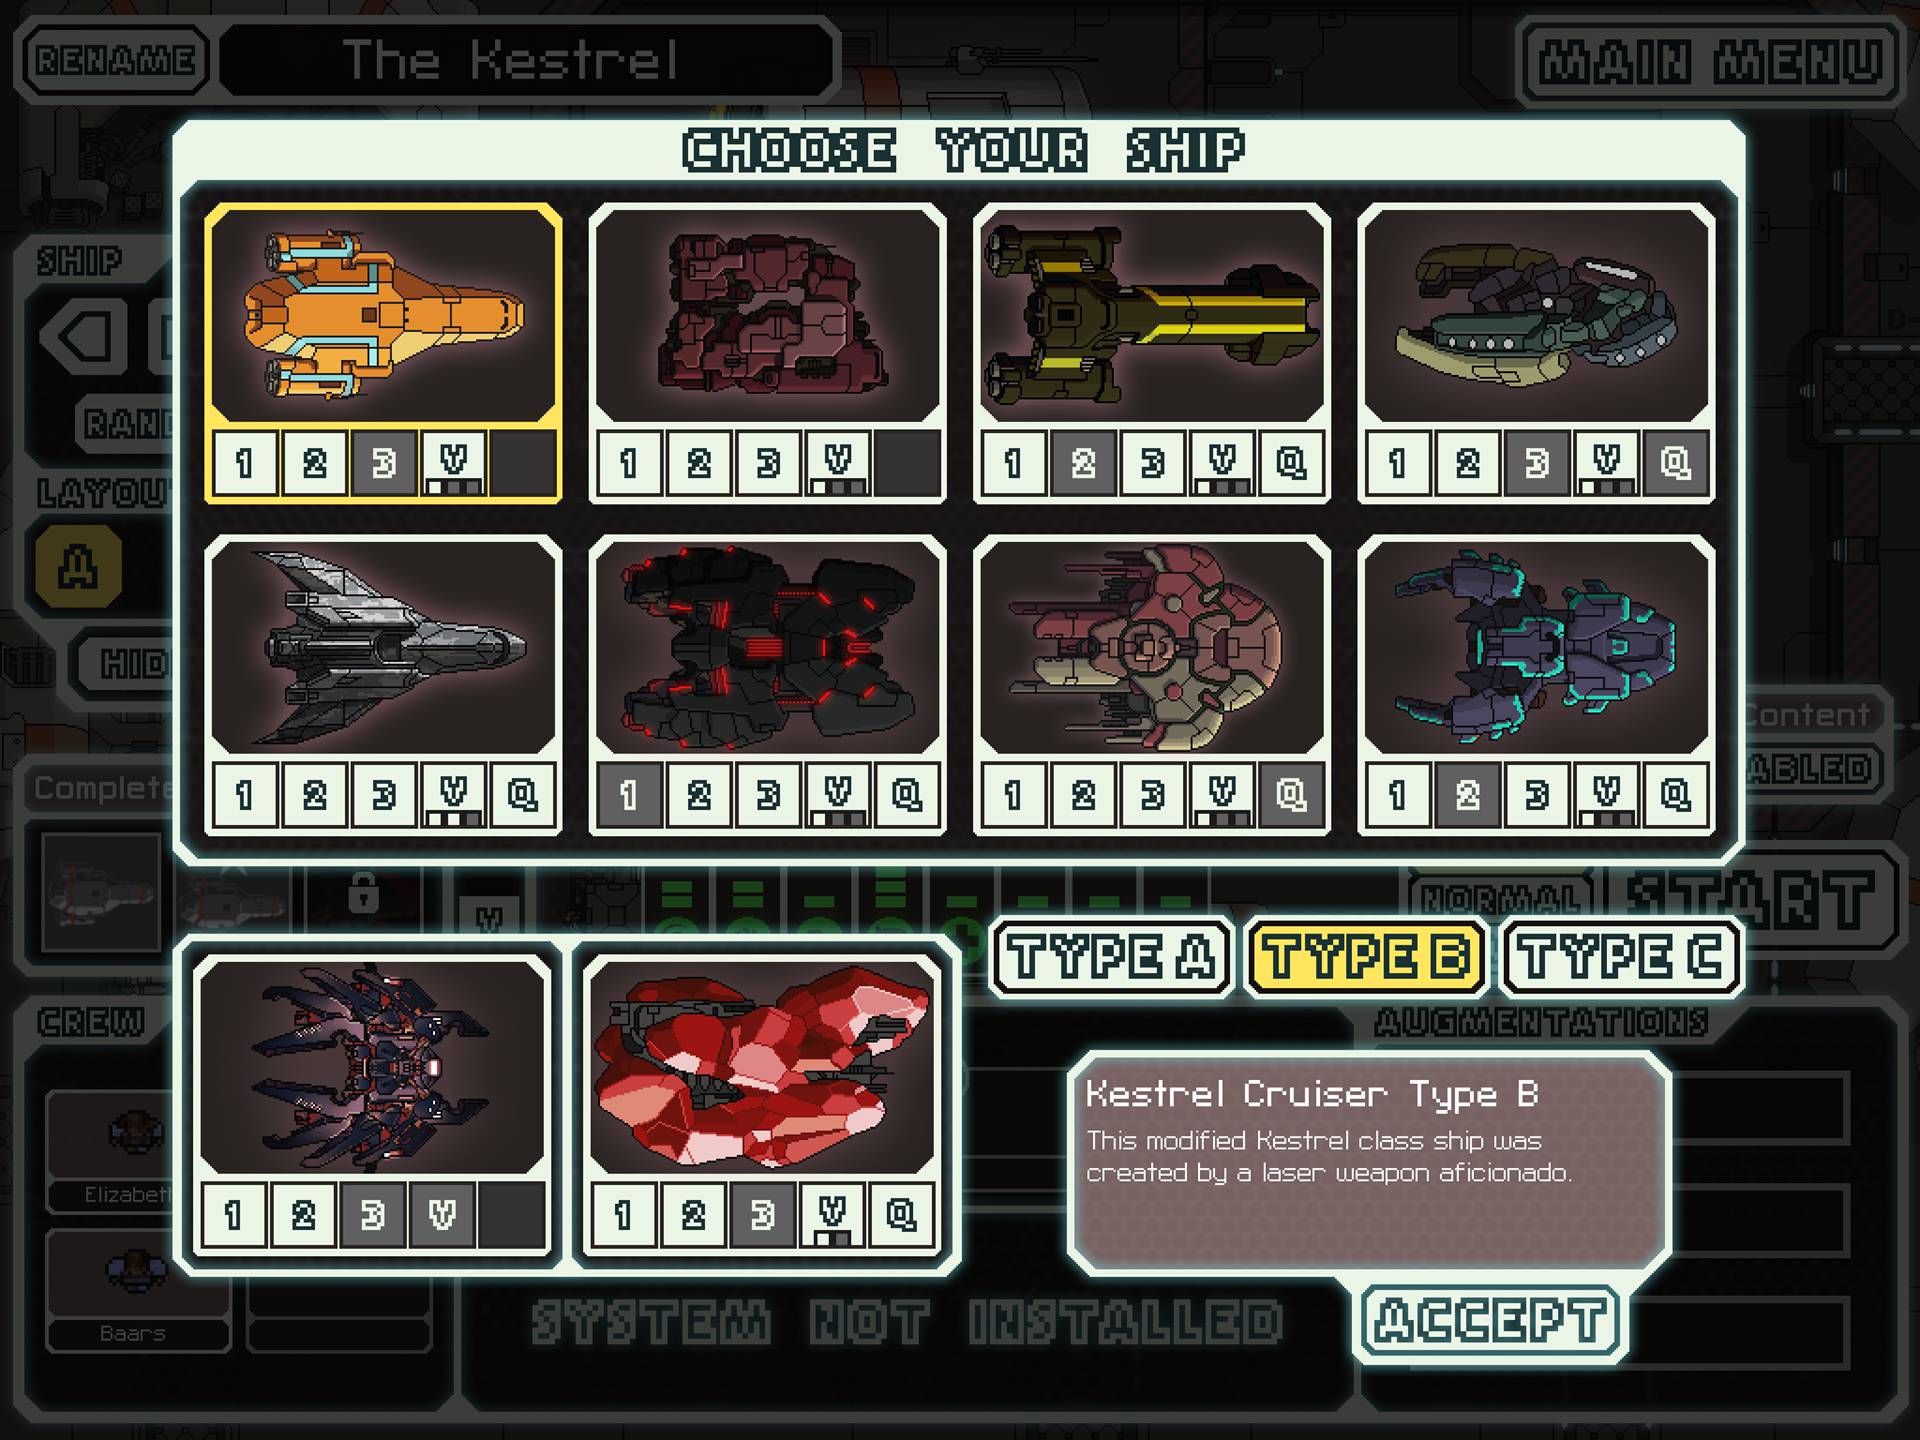 RENAME
The Kestrel
MAIN MENU
CHOOSE YOUR SHIP
SHIP
1 2 3 V
1 2 3 V
1 2 3 V Q
1 2 3 V Q
LAYOU
A
1 2 3 V Q
1 2 3 V Q
1 2 3 V Q
1 2 3 V Q
Content
Complete
V
NORMAL
START
TYPE A
TYPE B
TYPE C
1 2 3 V
1 2 3 V Q
CREW
AUGMENTATIONS
Kestrel Cruiser Type B
This modified Kestrel class ship was
created by a laser weapon aficionado.
Elizabeth
Baars
SYSTEM NOT INSTALLED
ACCEPT